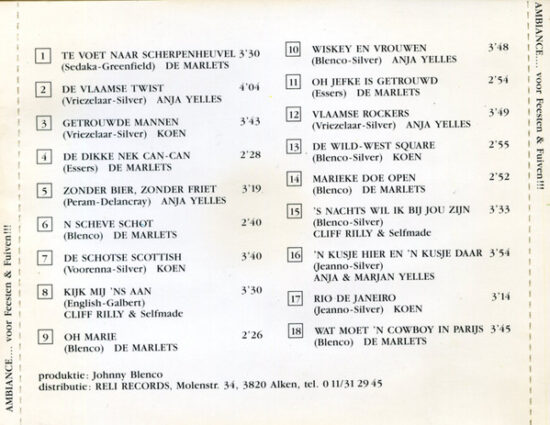 AMBIANCE.... voor Feesten & Fuiven!!!
1 TE VOET NAAR SCHERPENHEUVEL 3'30
(Sedaka-Greenfield) DE MARLETS
2 DE VLAAMSE TWIST 4'04
(Vriezelaar-Silver) ANJA YELLES
3 GETROUWDE MANNEN 3'43
(Vriezelaar-Silver) KOEN
4 DE DIKKE NEK CAN-CAN 2'28
(Essers) DE MARLETS
5 ZONDER BIER, ZONDER FRIET 3'19
(Peram-Delancray) ANJA YELLES
6 N SCHEVE SCHOT 2'40
(Blenco) DE MARLETS
7 DE SCHOTSE SCOTTISH 3'40
(Voorenna-Silver) KOEN
8 KIJK MIJ 'NS AAN 3'30
(English-Galbert)
CLIFF RILLY & Selfmade
9 OH MARIE 2'26
(Blenco) DE MARLETS
10 WISKEY EN VROUWEN 3'48
(Blenco-Silver) ANJA YELLES
11 OH JEFKE IS GETROUWD 2'54
(Essers) DE MARLETS
12 VLAAMSE ROCKERS 3'49
(Vriezelaar-Silver) ANJA YELLES
13 DE WILD-WEST SQUARE 2'55
(Blenco-Silver) KOEN
14 MARIEKE DOE OPEN 2'52
(Blenco) DE MARLETS
15 'S NACHTS WIL IK BIJ JOU ZIJN 3'33
(Blenco-Silver)
CLIFF RILLY & Selfmade
16 'N KUSJE HIER EN 'N KUSJE DAAR 3'54
(Jeanno-Silver)
ANJA & MARJAN YELLES
17 RIO DE JANEIRO 3'14
(Jeanno-Silver) KOEN
18 WAT MOET 'N COWBOY IN PARIJS 3'45
(Blenco) DE MARLETS
produktie: Johnny Blenco
distributie: RELI RECORDS, Molenstr. 34, 3820 Alken, tel. 011/31 29 45
AMBIANCE.... voor Feesten & Fuiven!!!